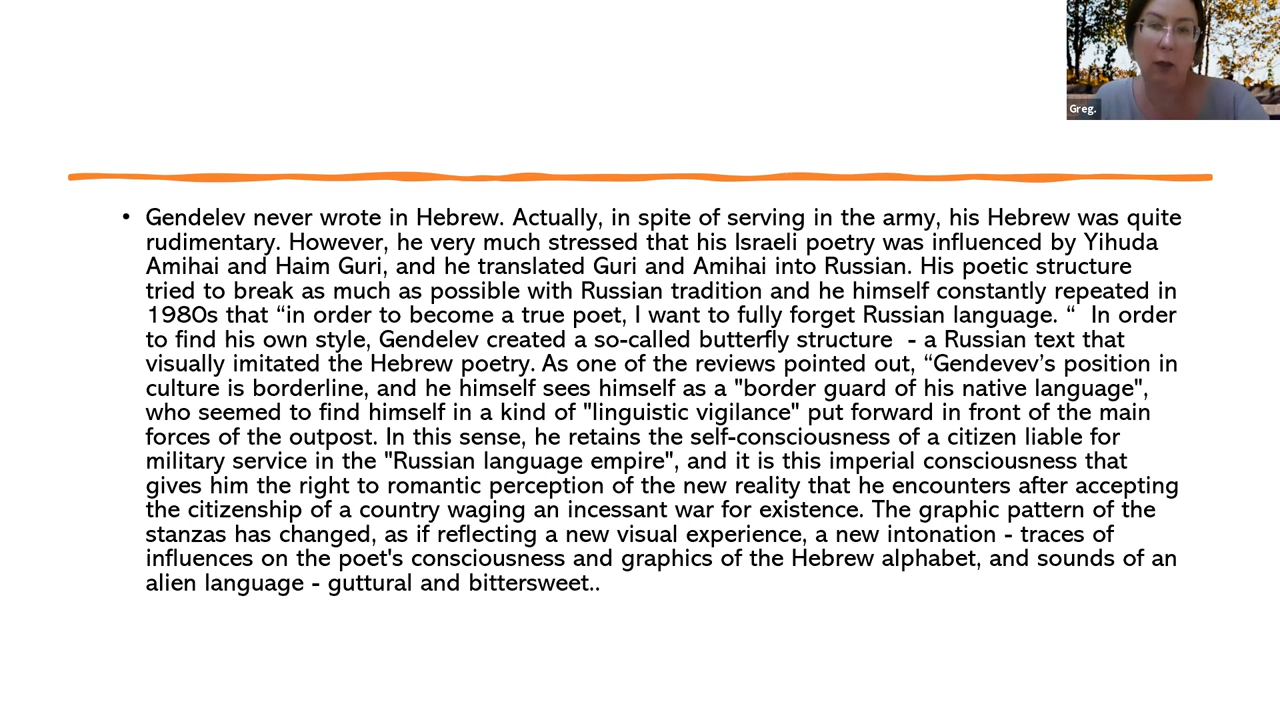 Greg.
• Gendelev never wrote in Hebrew. Actually, in spite of serving in the army, his Hebrew was quite
rudimentary. However, he very much stressed that his Israeli poetry was influenced by Yihuda
Amihai and Haim Guri, and he translated Guri and Amihai into Russian. His poetic structure
tried to break as much as possible with Russian tradition and he himself constantly repeated in
1980s that “in order to become a true poet, I want to fully forget Russian language. “  In order
to find his own style, Gendelev created a so-called butterfly structure  - a Russian text that
visually imitated the Hebrew poetry. As one of the reviews pointed out, “Gendevev’s position in
culture is borderline, and he himself sees himself as a "border guard of his native language",
who seemed to find himself in a kind of "linguistic vigilance" put forward in front of the main
forces of the outpost. In this sense, he retains the self-consciousness of a citizen liable for
military service in the "Russian language empire", and it is this imperial consciousness that
gives him the right to romantic perception of the new reality that he encounters after accepting
the citizenship of a country waging an incessant war for existence. The graphic pattern of the
stanzas has changed, as if reflecting a new visual experience, a new intonation - traces of
influences on the poet's consciousness and graphics of the Hebrew alphabet, and sounds of an
alien language - guttural and bittersweet..